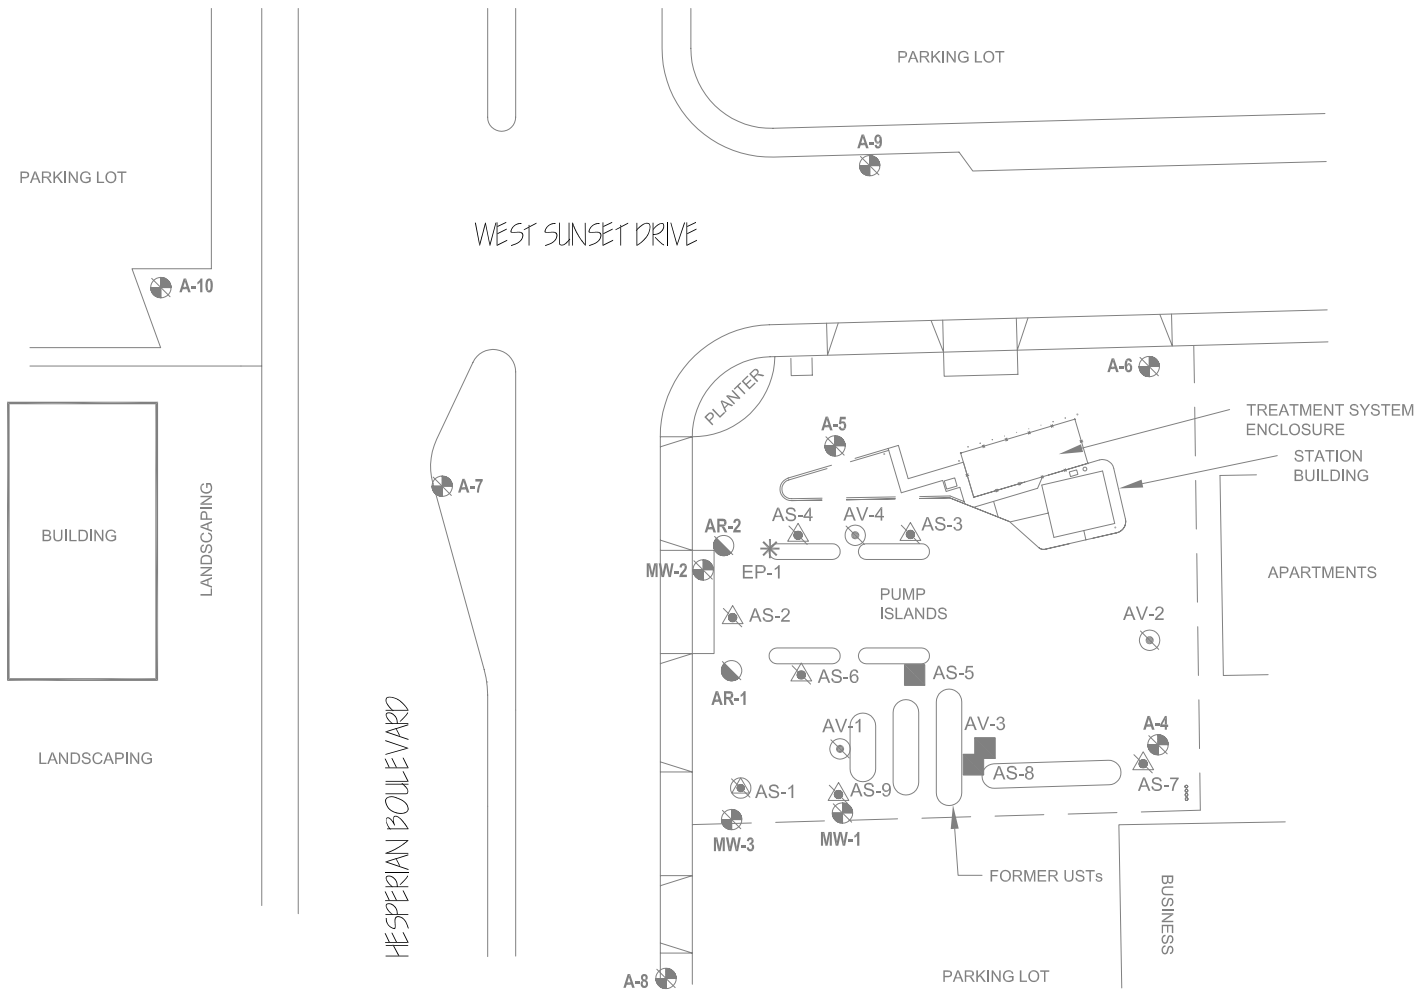 PARKING LOT
A-9
PARKING LOT
WEST SUNSET DRIVE
A-10
A-6
PLANTER
TREATMENT SYSTEM
ENCLOSURE
A-5
STATION
BUILDING
A-7
LANDSCAPING
AS-4
AV-4
AS-3
AR-2
BUILDING
MW-2
EP-1
APARTMENTS
PUMP
ISLANDS
AS-2
AV-2
AS-6
AS-5
AR-1
HESPERIAN BOULEVARD
AV-1
AV-3
A-4
LANDSCAPING
AS-8
AS-7
AS-1
AS-9
MW-3
MW-1
FORMER USTs
BUSINESS
A-8
PARKING LOT